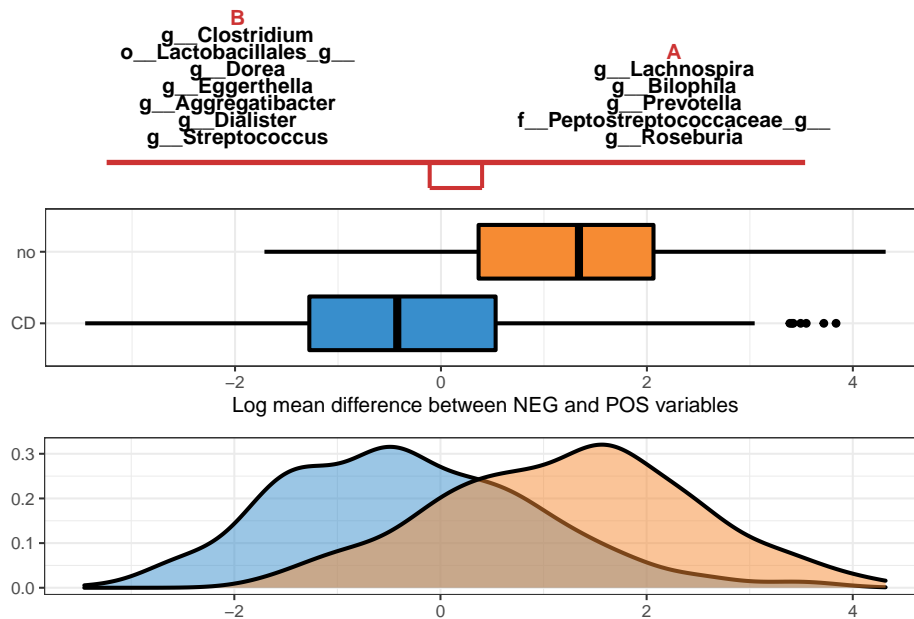 B
g__Clostridium
o__Lactobacillales_g__
g__Dorea
g__Eggerthella
g__Aggregatibacter
g__Dialister
g__Streptococcus
A
g__Lachnospira
g__Bilophila
g__Prevotella
f__Peptostreptococcaceae_g__
g__Roseburia
no
CD
−2 0 2 4
Log mean difference between NEG and POS variables
0.3
0.2
0.1
0.0
−2 0 2 4